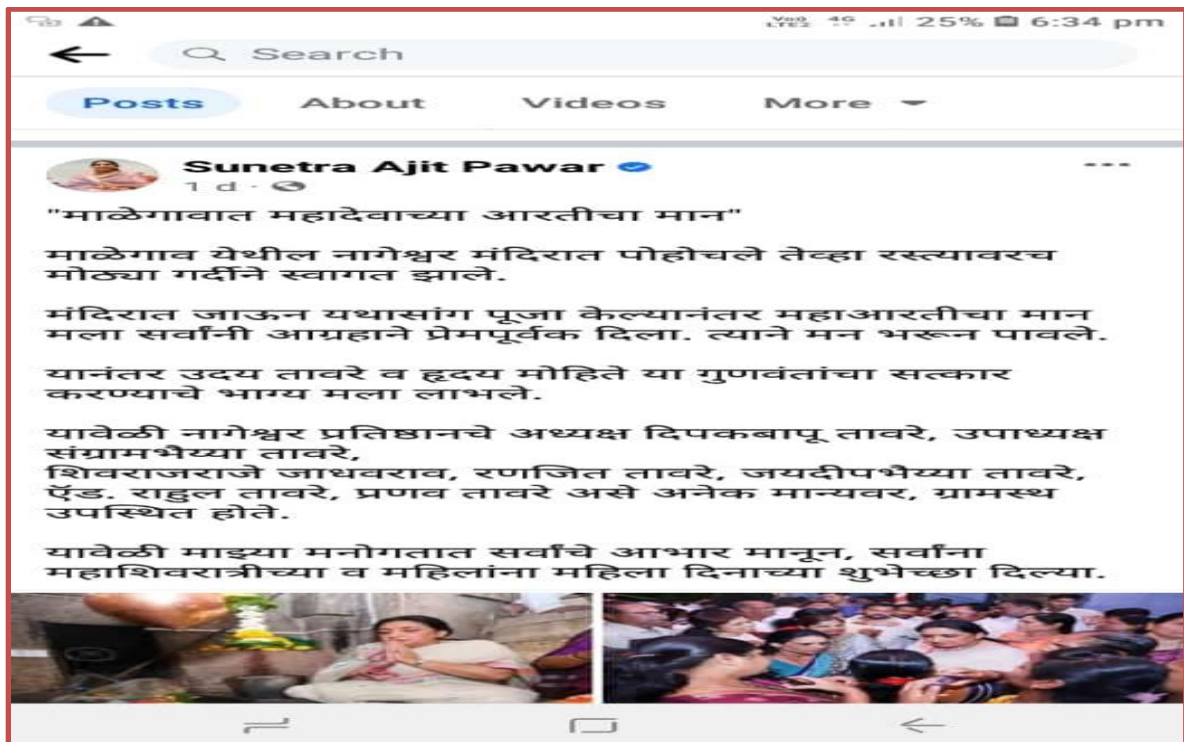 VoD LTE2 4G 25% 6:34 pm
Search
Posts About Videos More
Sunetra Ajit Pawar
1 d ·
"माळेगावात महादेवाच्या आरतीचा मान"
माळेगाव येथील नागेश्वर मंदिरात पोहोचले तेव्हा रस्त्यावरच
मोठ्या गर्दीने स्वागत झाले.
मंदिरात जाऊन यथासांग पूजा केल्यानंतर महाआरतीचा मान
मला सर्वांनी आग्रहाने प्रेमपूर्वक दिला. त्याने मन भरून पावले.
यानंतर उदय तावरे व हृदय मोहिते या गुणवंतांचा सत्कार
करण्याचे भाग्य मला लाभले.
यावेळी नागेश्वर प्रतिष्ठानचे अध्यक्ष दिपकबापू तावरे, उपाध्यक्ष
संग्रामभैय्या तावरे,
शिवराजराजे जाधवराव, रणजित तावरे, जयदीपभैय्या तावरे,
ऍड. राहुल तावरे, प्रणव तावरे असे अनेक मान्यवर, ग्रामस्थ
उपस्थित होते.
यावेळी माझ्या मनोगतात सर्वांचे आभार मानून, सर्वांना
महाशिवरात्रीच्या व महिलांना महिला दिनाच्या शुभेच्छा दिल्या.